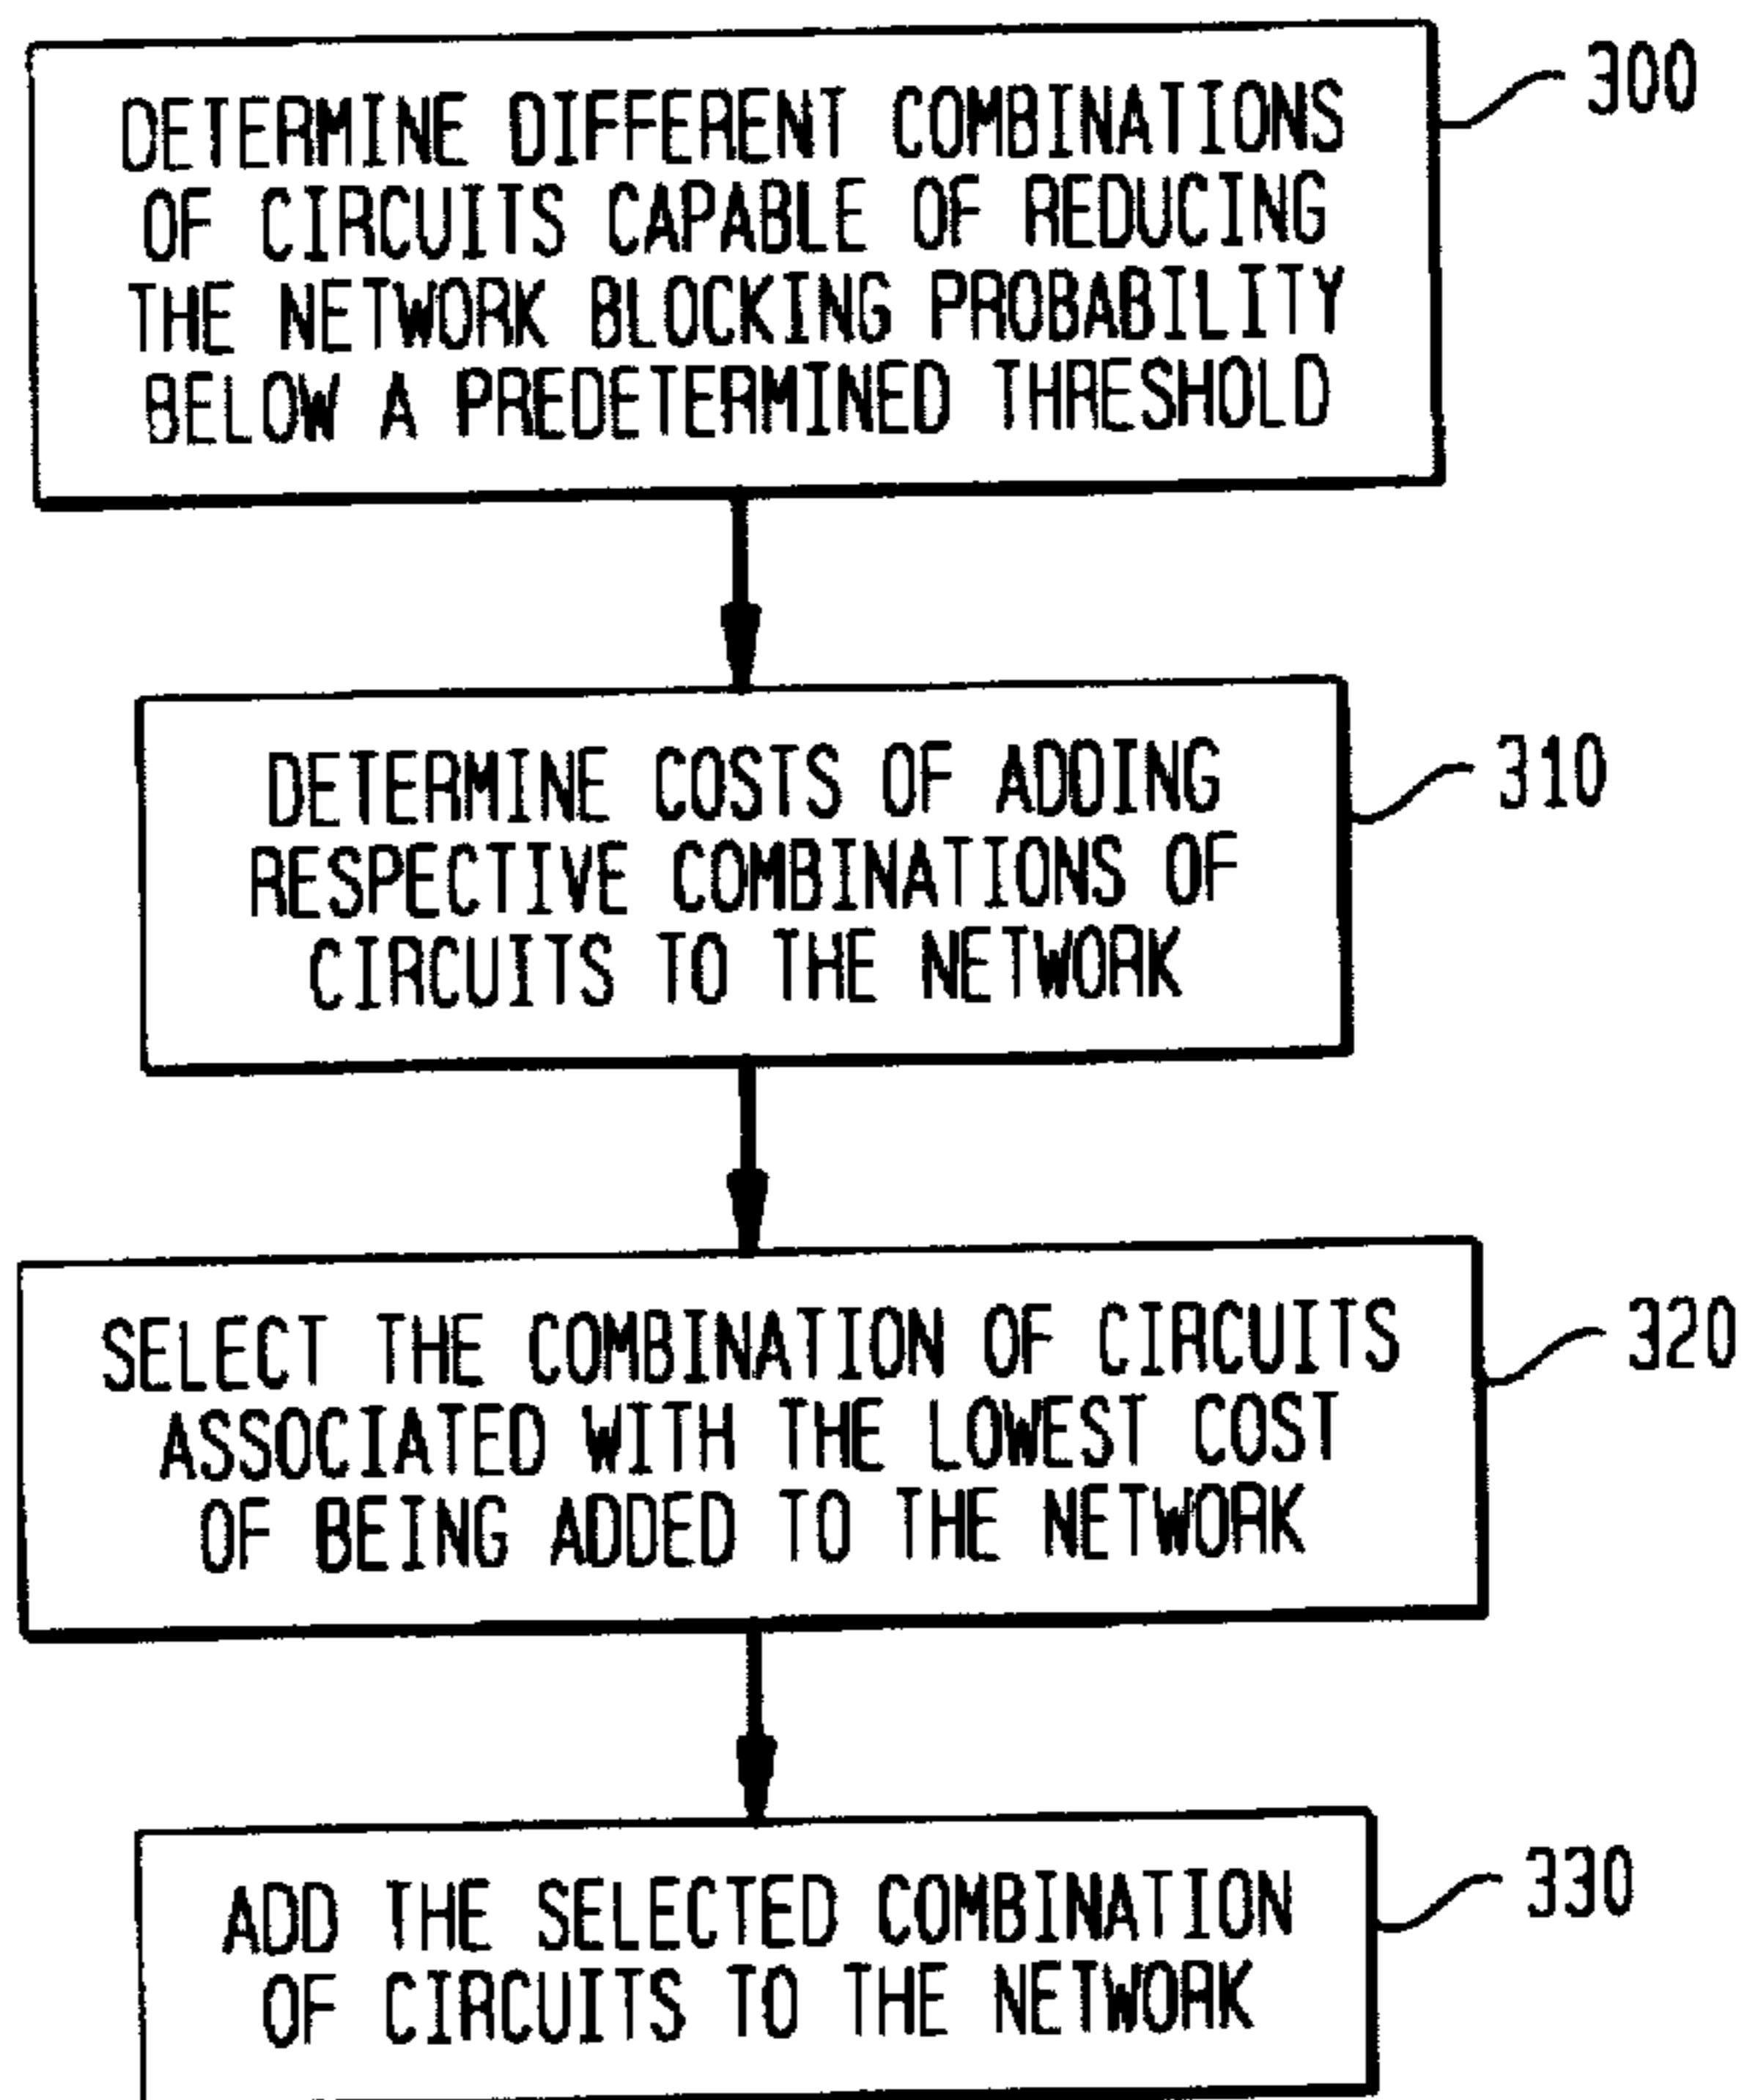 DETERMINE DIFFERENT COMBINATIONS
OF CIRCUITS CAPABLE OF REDUCING
THE NETWORK BLOCKING PROBABILITY
BELOW A PREDETERMINED THRESHOLD
300
DETERMINE COSTS OF ADDING
RESPECTIVE COMBINATIONS OF
CIRCUITS TO THE NETWORK
310
SELECT THE COMBINATION OF CIRCUITS
ASSOCIATED WITH THE LOWEST COST
OF BEING ADDED TO THE NETWORK
320
ADD THE SELECTED COMBINATION
OF CIRCUITS TO THE NETWORK
330